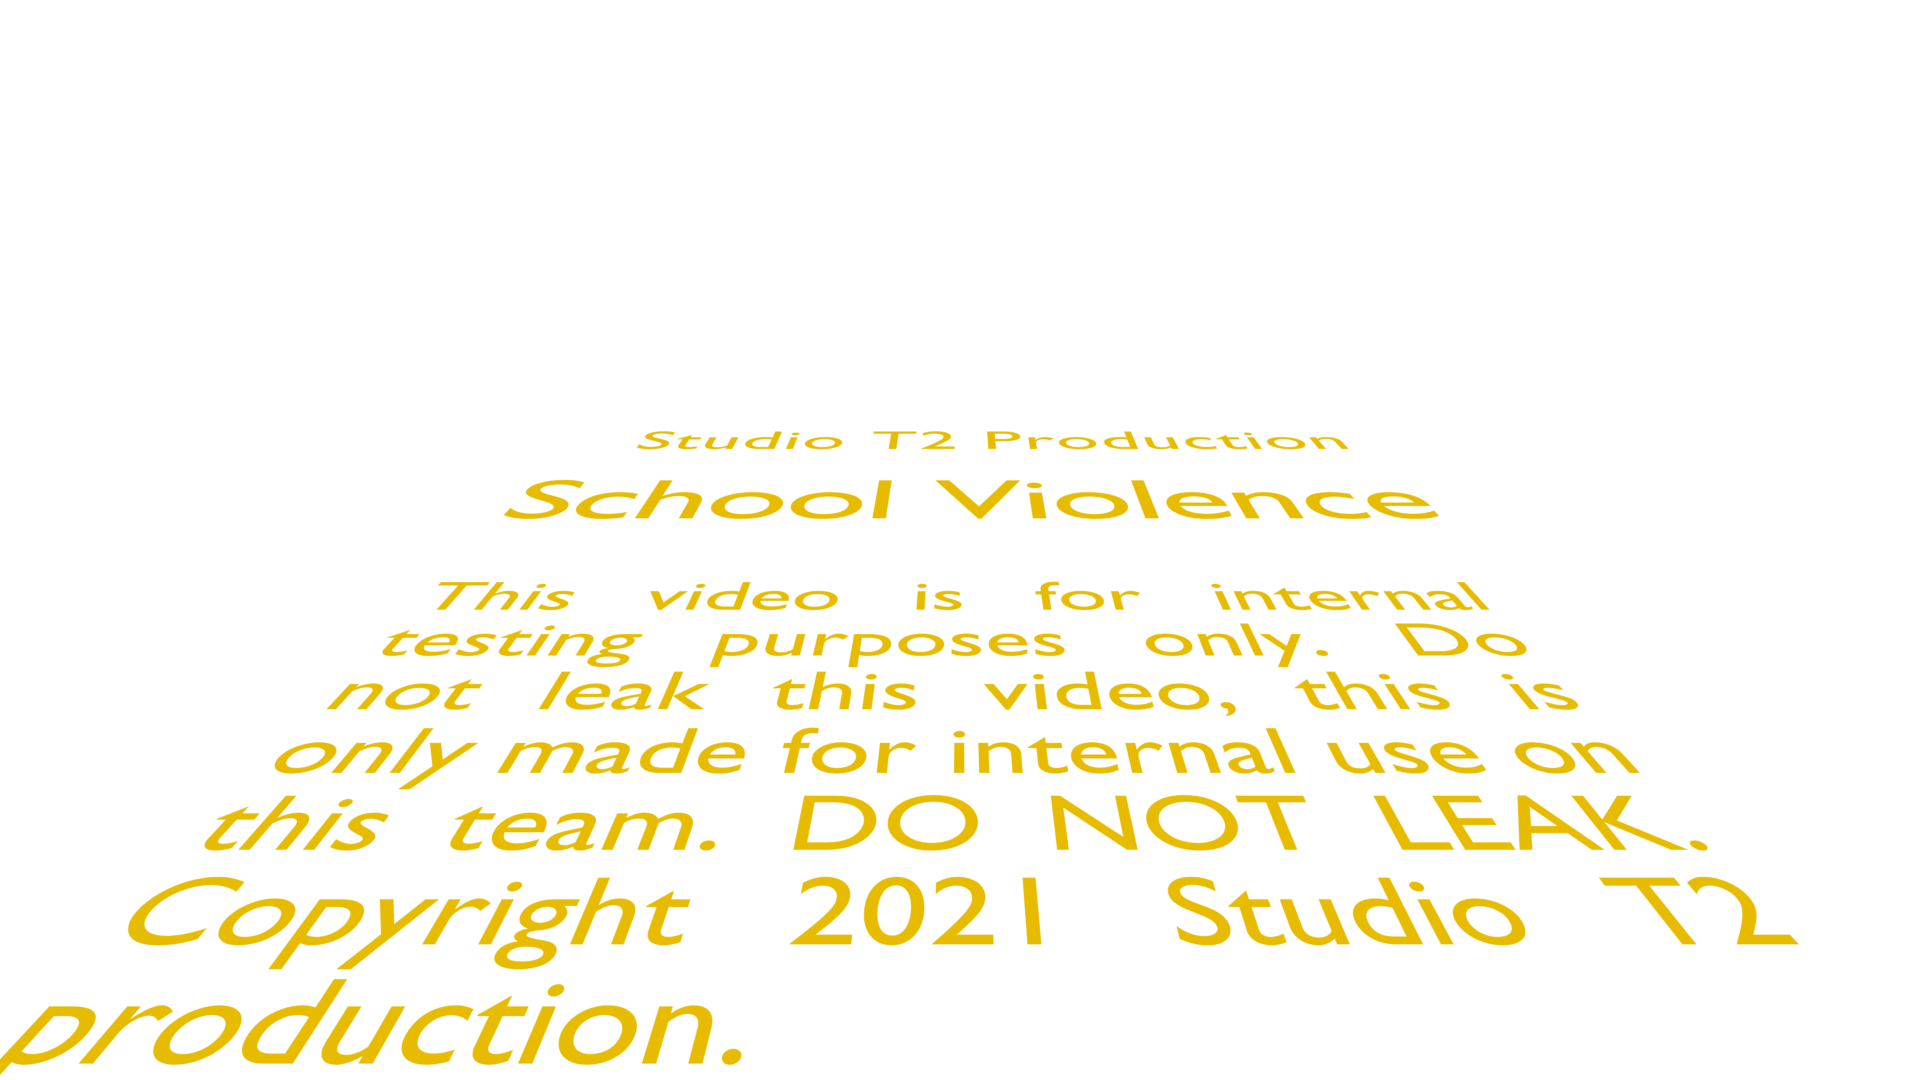 Studio T2 Production
School Violence
This video is for internal
testing purposes only. Do
not leak this video, this is
only made for internal use on
this team. DO NOT LEAK.
Copyright 2021 Studio T2
production.